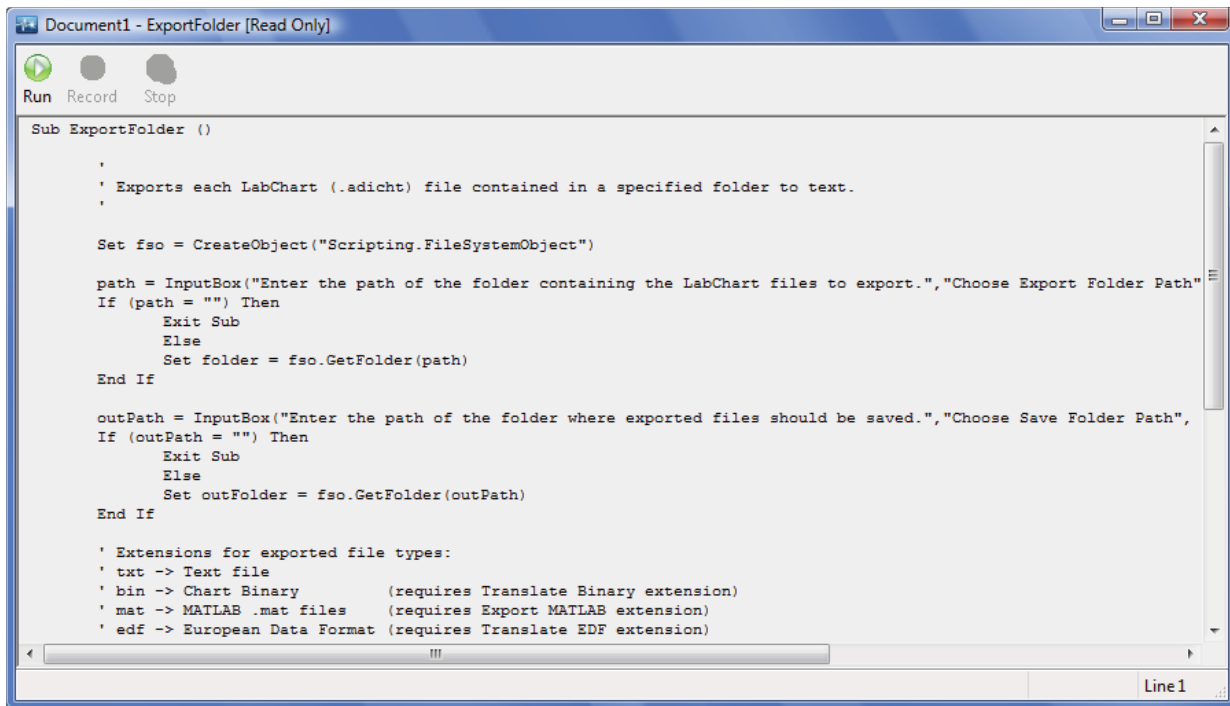 Document1 - ExportFolder [Read Only]
Run Record Stop
Sub ExportFolder ()
'
' Exports each LabChart (.adicht) file contained in a specified folder to text.
'
Set fso = CreateObject("Scripting.FileSystemObject")
path = InputBox("Enter the path of the folder containing the LabChart files to export.","Choose Export Folder Path"
If (path = "") Then
Exit Sub
Else
Set folder = fso.GetFolder(path)
End If
outPath = InputBox("Enter the path of the folder where exported files should be saved.","Choose Save Folder Path",
If (outPath = "") Then
Exit Sub
Else
Set outFolder = fso.GetFolder(outPath)
End If
' Extensions for exported file types:
' txt -> Text file
' bin -> Chart Binary (requires Translate Binary extension)
' mat -> MATLAB .mat files (requires Export MATLAB extension)
' edf -> European Data Format (requires Translate EDF extension)
Line 1